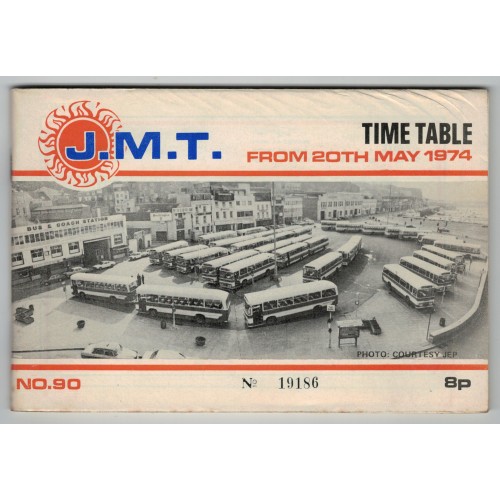 J.M.T.
TIME TABLE
FROM 20TH MAY 1974
BUS & COACH STATION
PHOTO: COURTESY JEP
NO.90
No 19186
8p